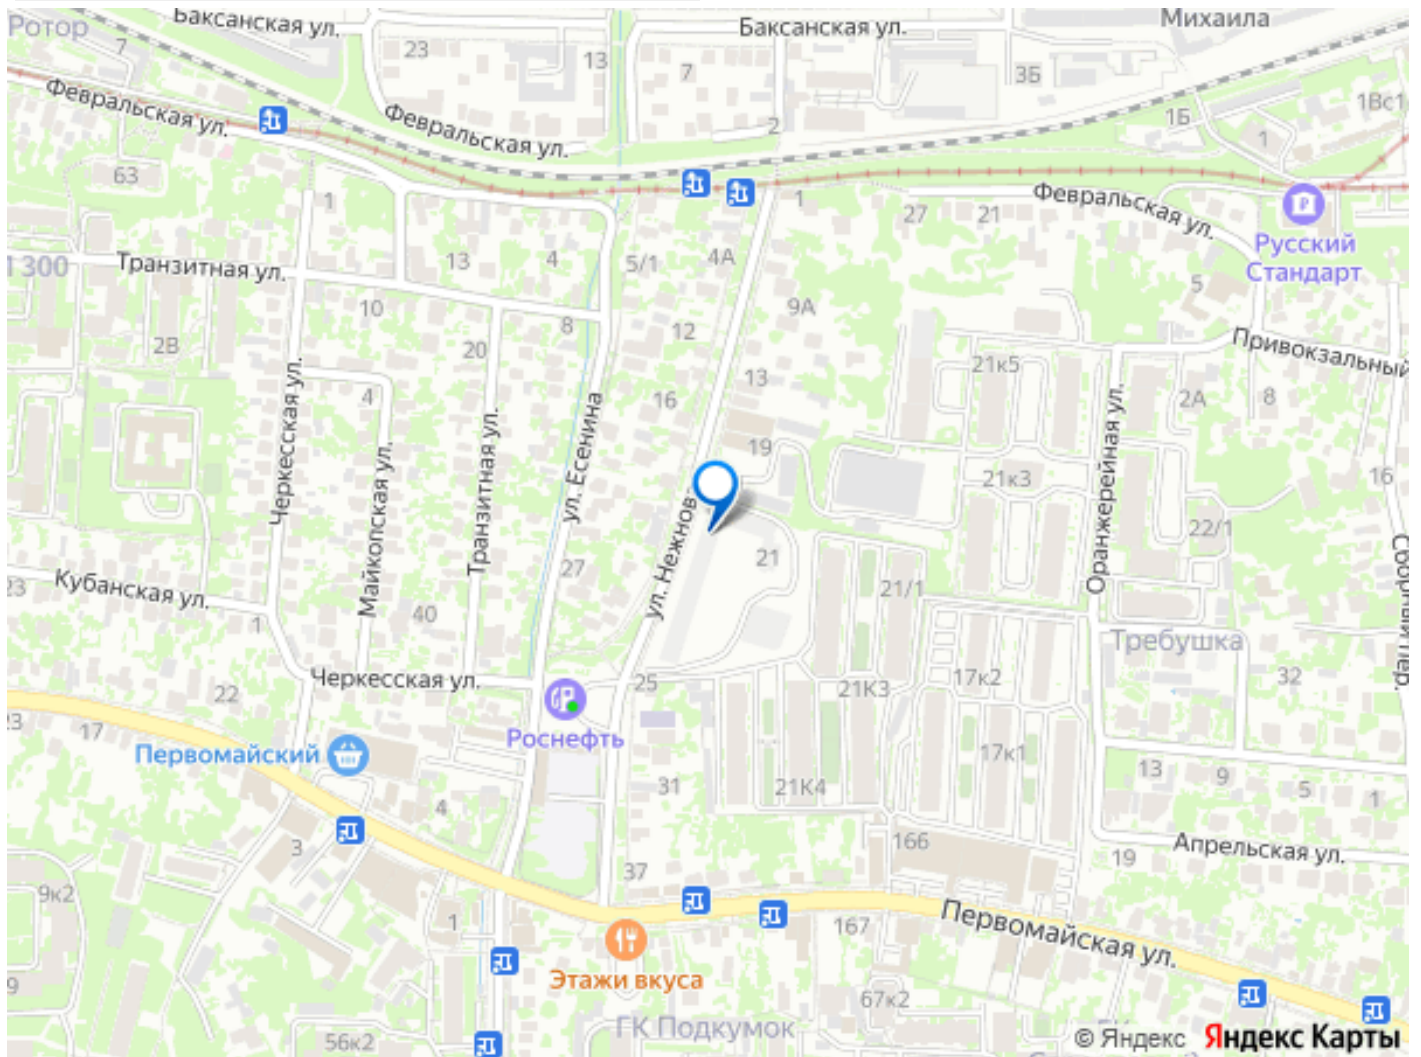 Ротор
Баксанская ул.
Баксанская ул.
Михаила
7
23
13
7
3Б
1Вс1
Февральская ул.
Февральская ул.
2
1Б
1
63
1
1
27
21
Февральская ул.
Русский
Стандарт
1 300
Транзитная ул.
13
4
5/1
4А
5
10
8
12
9А
2В
20
Привокзальный
21к5
13
4
16
2А
8
Черкесская ул.
Майкопская ул.
Транзитная ул.
ул. Есенина
19
Оранжерейная ул.
21к3
16
ул. Нежнов
22/1
21
27
23
Кубанская ул.
21/1
40
1
Требушка
Черкесская ул.
22
25
21К3
17к2
32
23
17
Роснефть
Первомайский
17к1
13
9
5
1
31
21К4
4
3
166
19
Апрельская ул.
37
9к2
1
167
Первомайская ул.
Этажи вкуса
9
67к2
56к2
ГК Подкумок
© Яндекс Яндекс Карты